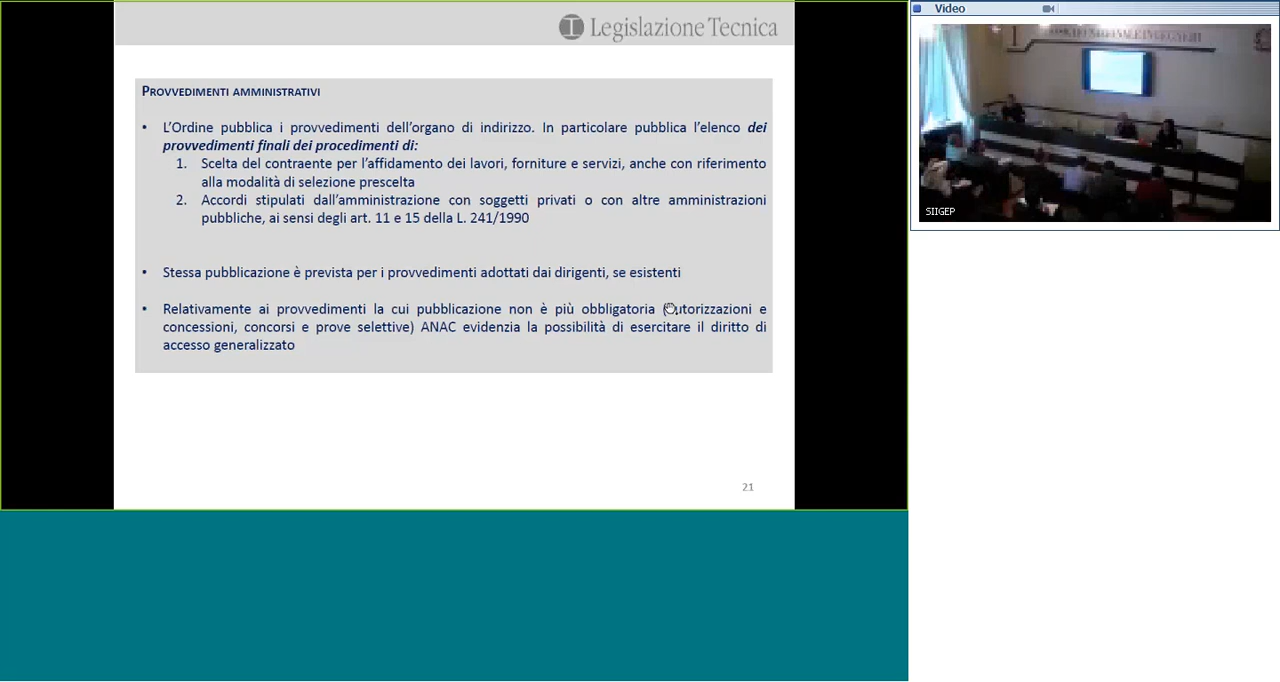 Legislazione Tecnica
Video
PROVVEDIMENTI AMMINISTRATIVI
• L'Ordine pubblica i provvedimenti dell'organo di indirizzo. In particolare pubblica l'elenco dei
provvedimenti finali dei procedimenti di:
1. Scelta del contraente per l'affidamento dei lavori, forniture e servizi, anche con riferimento
alla modalità di selezione prescelta
2. Accordi stipulati dall'amministrazione con soggetti privati o con altre amministrazioni
pubbliche, ai sensi degli art. 11 e 15 della L. 241/1990
• Stessa pubblicazione è prevista per i provvedimenti adottati dai dirigenti, se esistenti
• Relativamente ai provvedimenti la cui pubblicazione non è più obbligatoria (autorizzazioni e
concessioni, concorsi e prove selettive) ANAC evidenzia la possibilità di esercitare il diritto di
accesso generalizzato
21
SIIGEP